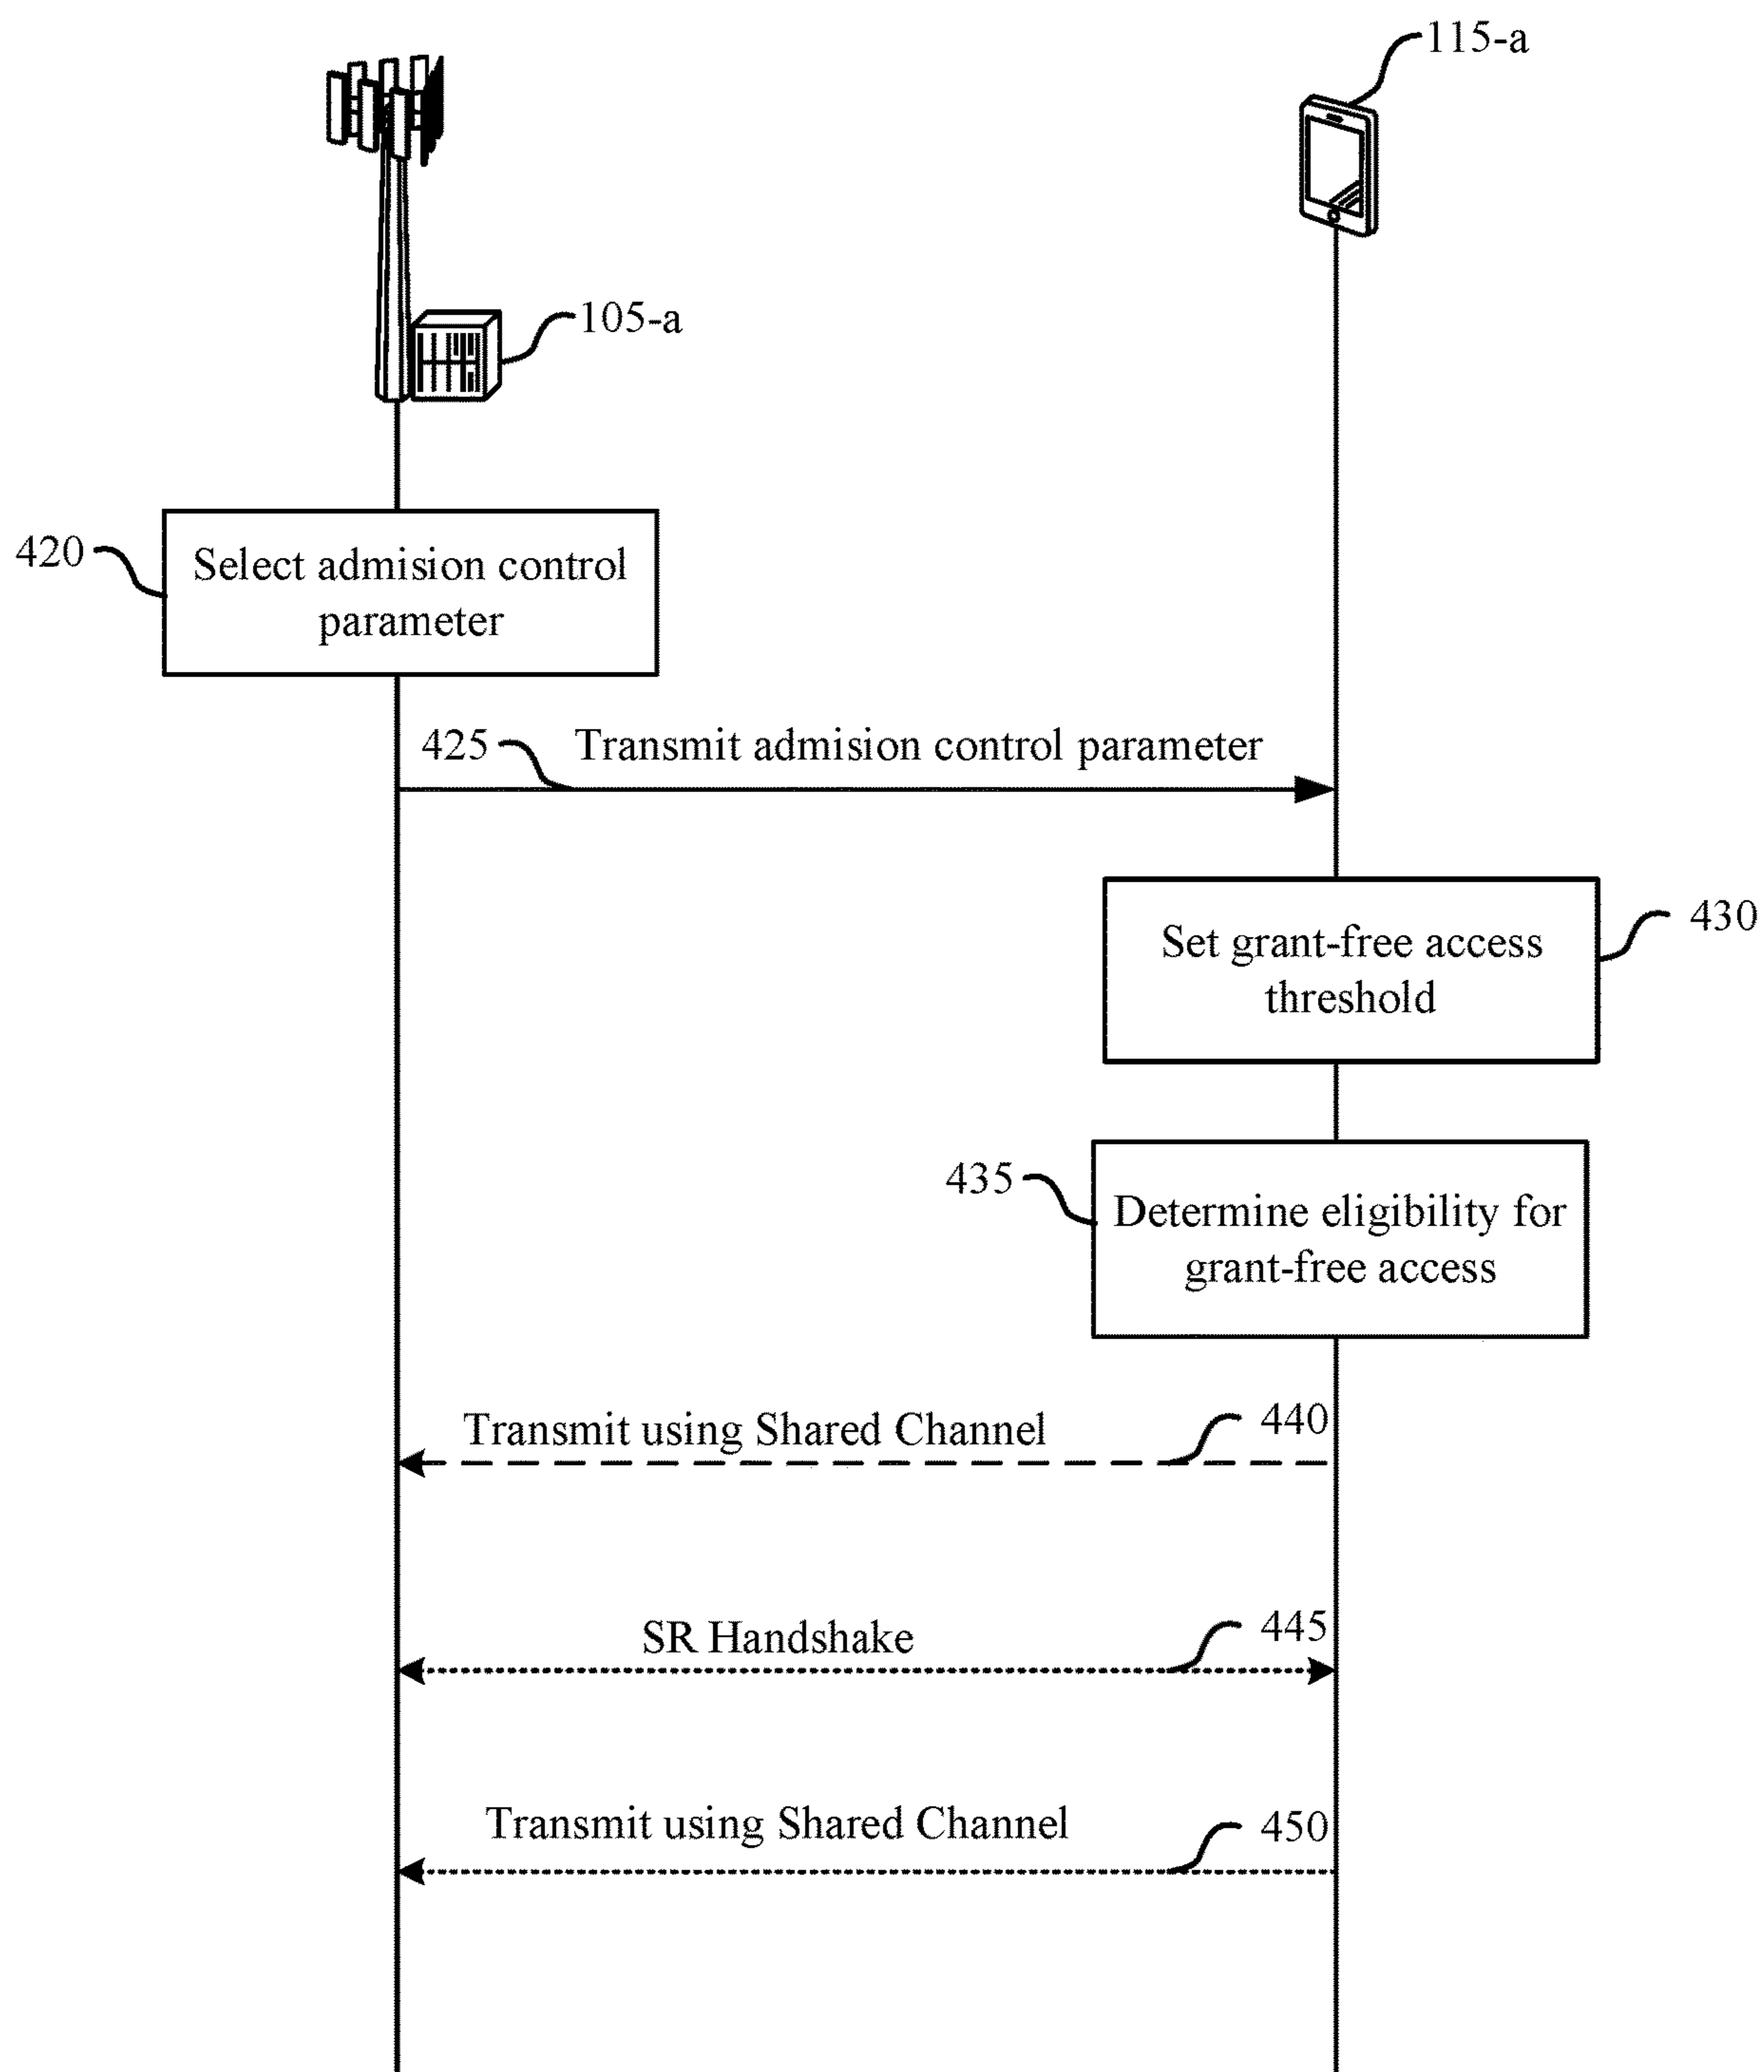 115-a
105-a
420
Select admision control
parameter
425
Transmit admision control parameter
430
Set grant-free access
threshold
435
Determine eligibility for
grant-free access
Transmit using Shared Channel
440
SR Handshake
445
Transmit using Shared Channel
450